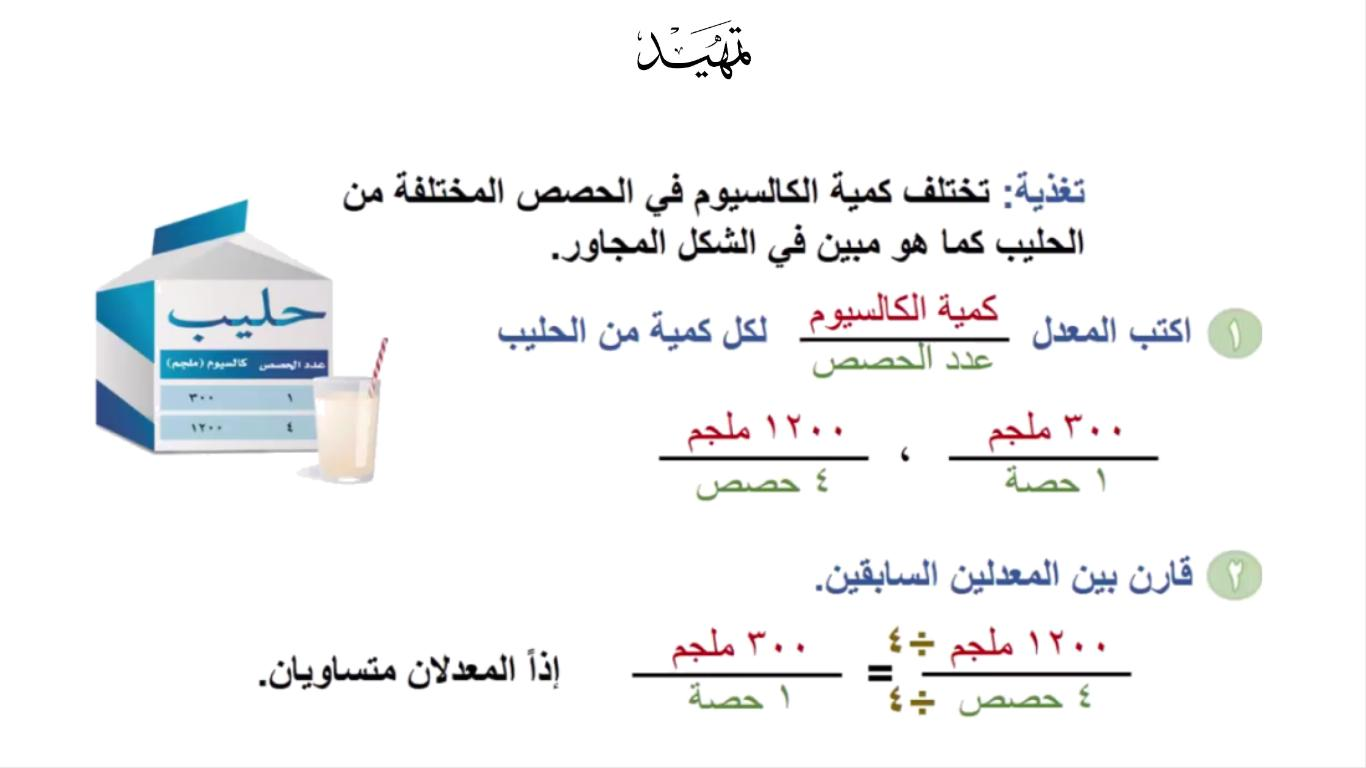 تمهيد
تغذية: تختلف كمية الكالسيوم في الحصص المختلفة من
الحليب كما هو مبين في الشكل المجاور.
حليب
عدد الحصص كالسيوم (ملجم)
١ ٣٠٠
٤ ١٢٠٠
١ اكتب المعدل كمية الكالسيوم / عدد الحصص لكل كمية من الحليب
٣٠٠ ملجم / ١ حصة ، ١٢٠٠ ملجم / ٤ حصص
٢ قارن بين المعدلين السابقين.
١٢٠٠ ملجم ÷٤ / ٤ حصص ÷٤ = ٣٠٠ ملجم / ١ حصة إذاً المعدلان متساويان.